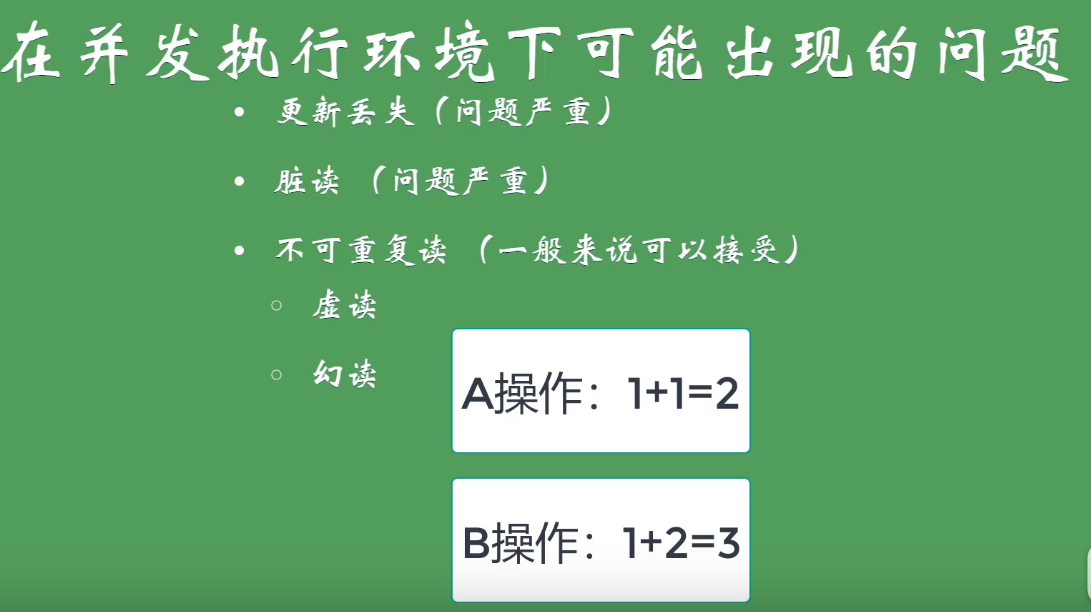 在并发执行环境下可能出现的问题
更新丢失（问题严重）
脏读 （问题严重）
不可重复读 （一般来说可以接受）
虚读
幻读
A操作：1+1=2
B操作：1+2=3